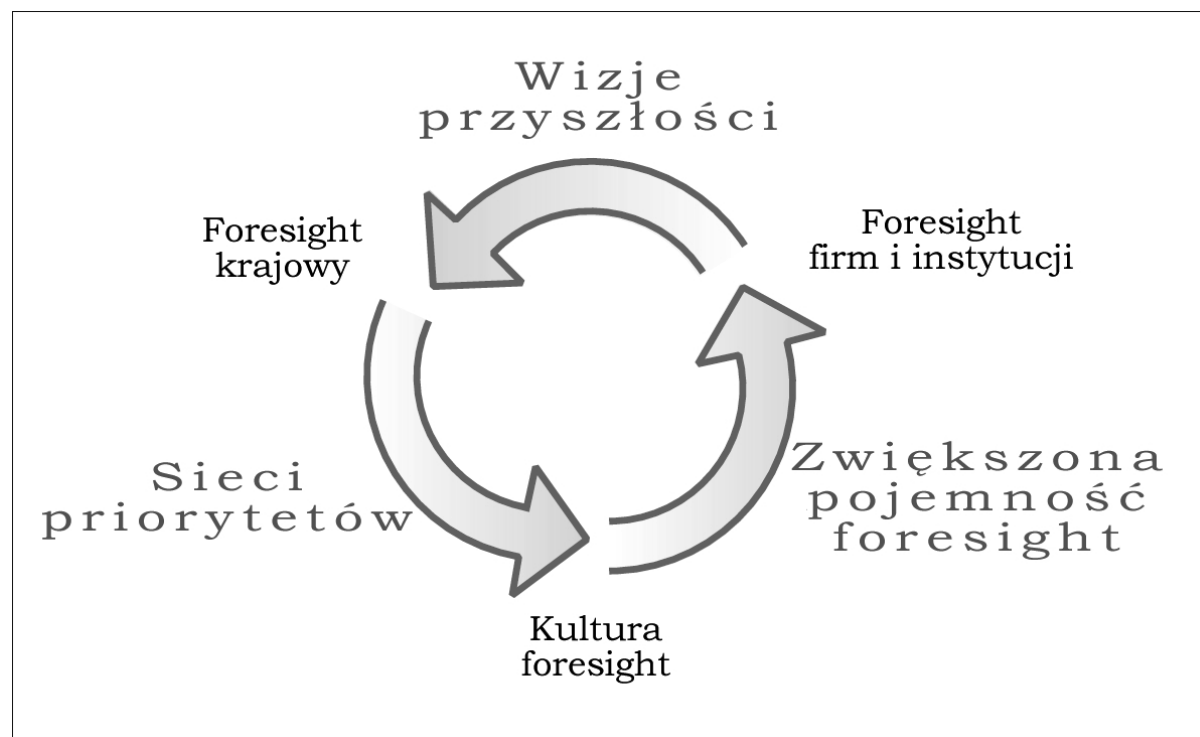 Wizje
przyszłości
Foresight
krajowy
Foresight
firm i instytucji
Sieci
priorytetów
Zwiększona
pojemność
foresight
Kultura
foresight